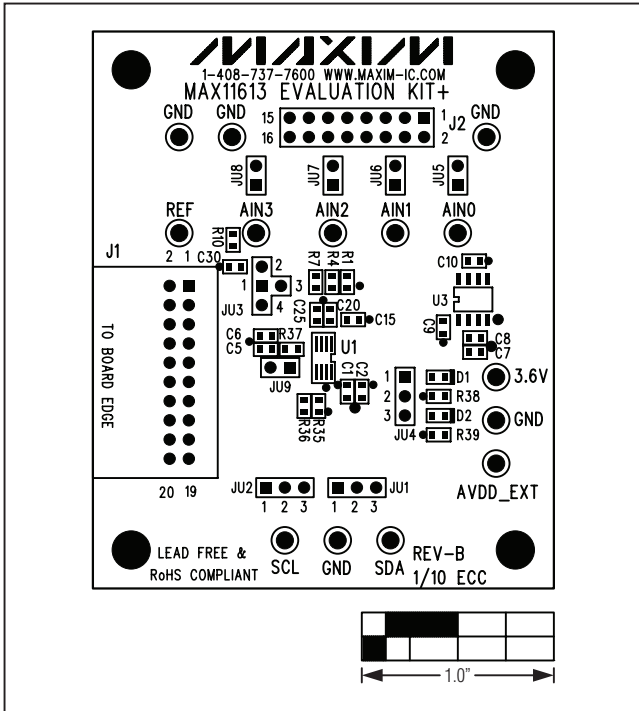 MAXIM
1-408-737-7600 WWW.MAXIM-IC.COM
MAX11613 EVALUATION KIT+
GND GND 15 1 J2 GND
16 2
JU8 JU7 JU6 JU5
REF AIN3 AIN2 AIN1 AIN0
J1 2 1 R10
C30 2 R7 R4 R1 C10
1 3 U3
JU3 4 C25 C20 C15 C9
TO BOARD EDGE
C6 R37 C8
C5 U1 C7
JU9 C1 C2 1 D1 3.6V
2 R38
R36 R35 3 D2 GND
JU4 R39
20 19 JU2 JU1 AVDD_EXT
1 2 3 1 2 3
LEAD FREE &
RoHS COMPLIANT
SCL GND SDA
REV-B
1/10 ECC
1.0"